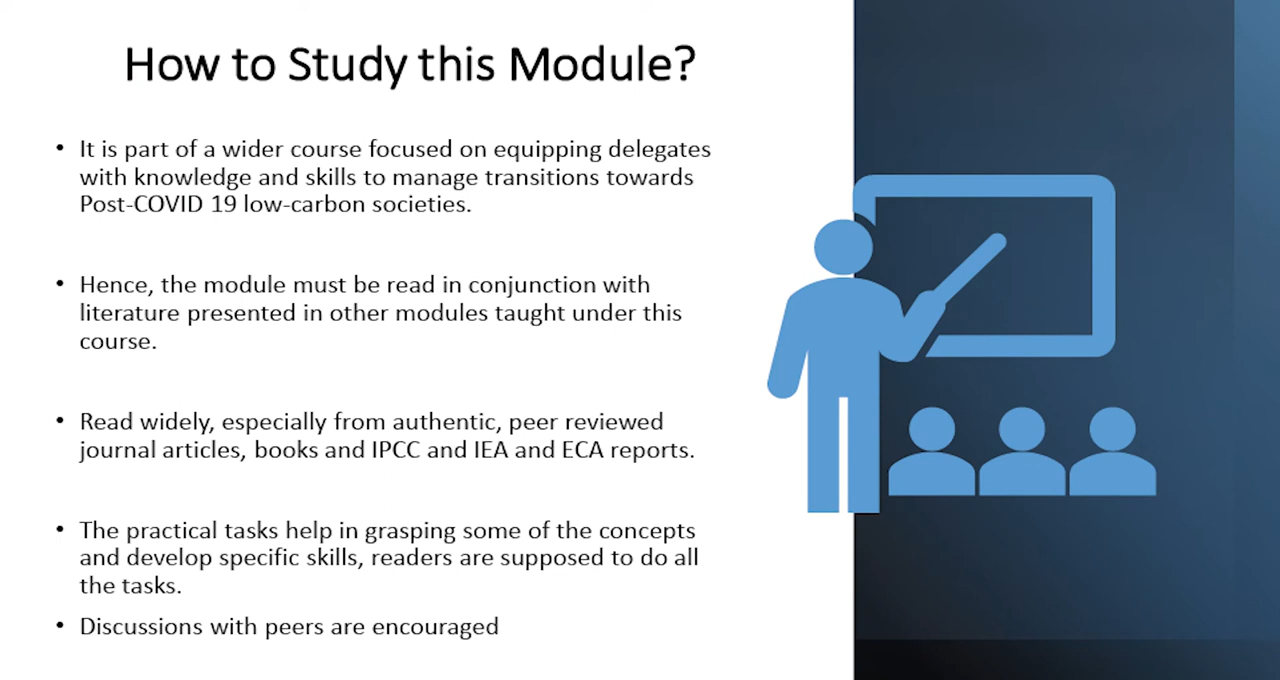 How to Study this Module?
• It is part of a wider course focused on equipping delegates
with knowledge and skills to manage transitions towards
Post-COVID 19 low-carbon societies.
• Hence, the module must be read in conjunction with
literature presented in other modules taught under this
course.
• Read widely, especially from authentic, peer reviewed
journal articles, books and IPCC and IEA and ECA reports.
• The practical tasks help in grasping some of the concepts
and develop specific skills, readers are supposed to do all
the tasks.
• Discussions with peers are encouraged